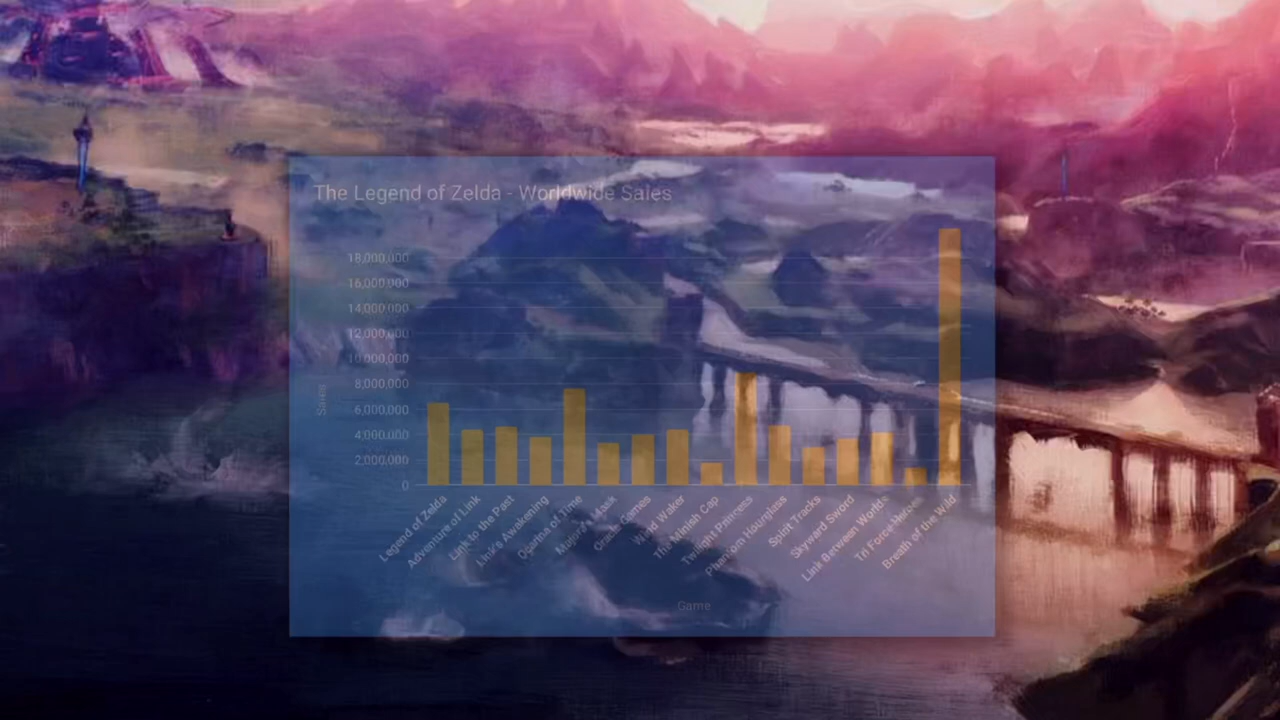 The Legend of Zelda - Worldwide Sales
18,000,000
16,000,000
14,000,000
12,000,000
10,000,000
8,000,000
6,000,000
4,000,000
2,000,000
0
Sales
Legend of Zelda
Adventure of Link
Link to the Past
Link's Awakening
Ocarina of Time
Majora's Mask
Oracle Games
Wind Waker
The Minish Cap
Twilight Princess
Phantom Hourglass
Spirit Tracks
Skyward Sword
Link Between Worlds
Tri Force Heroes
Breath of the Wild
Game